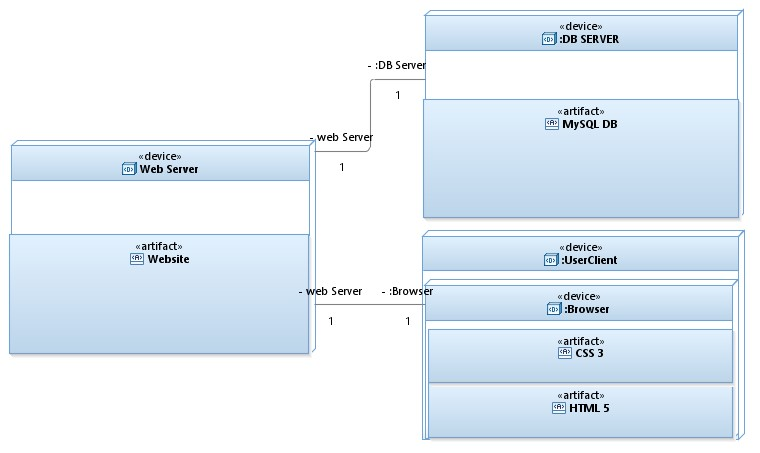 «device»
:DB SERVER
- :DB Server
1
«artifact»
MySQL DB
- web Server
1
«device»
Web Server
«artifact»
Website
«device»
:UserClient
- web Server
- :Browser
1
1
«device»
:Browser
«artifact»
CSS 3
«artifact»
HTML 5